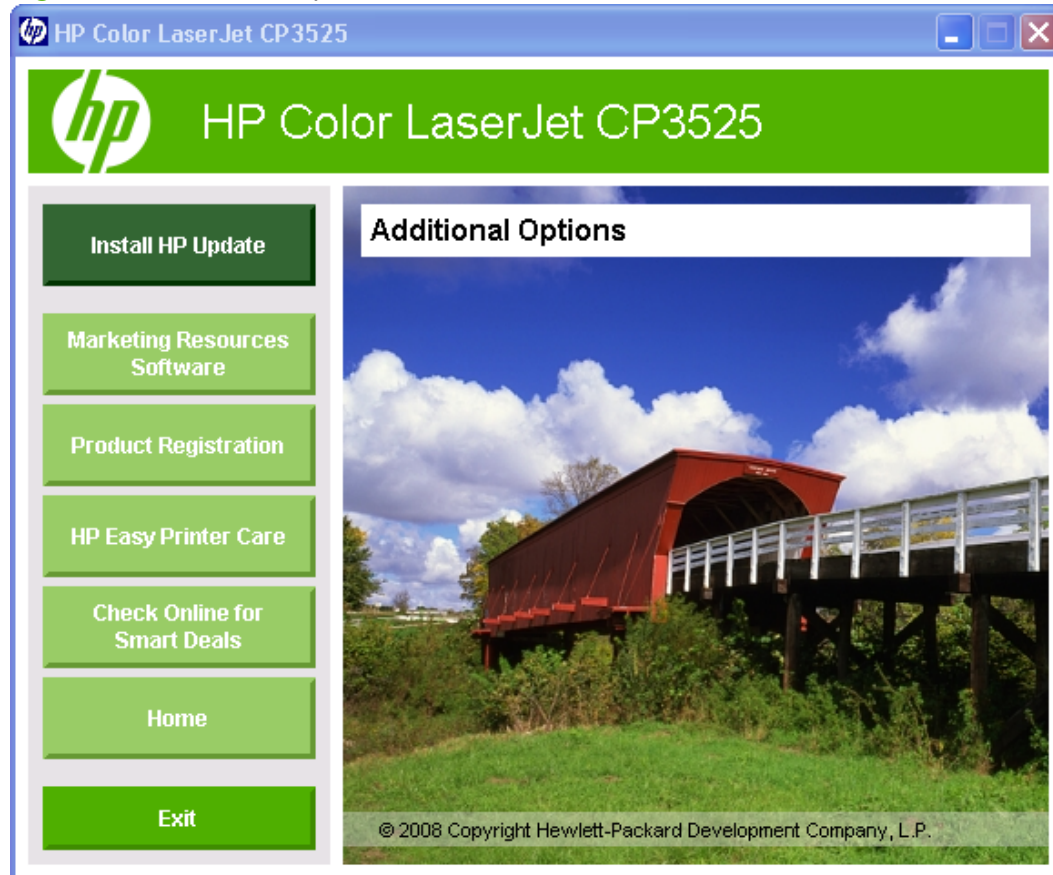 HP Color LaserJet CP3525
hp
HP Color LaserJet CP3525
Install HP Update
Marketing Resources
Software
Product Registration
HP Easy Printer Care
Check Online for
Smart Deals
Home
Exit
Additional Options
© 2008 Copyright Hewlett-Packard Development Company, L.P.